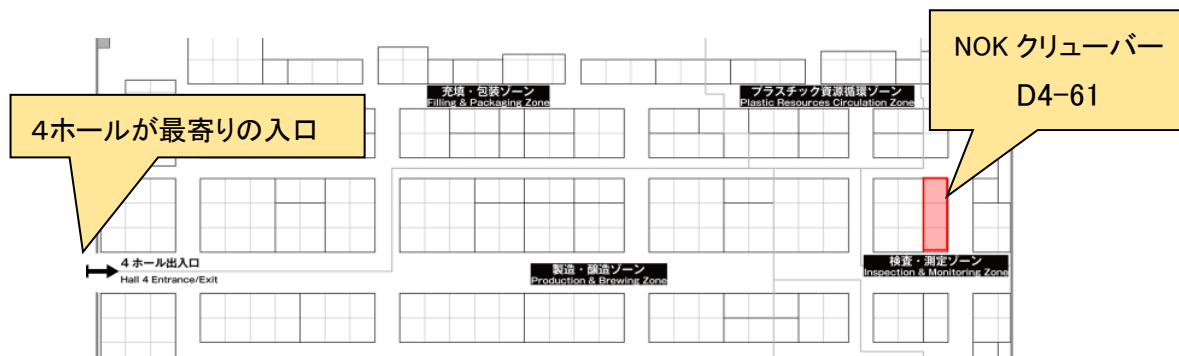 NOK クリューバー
D4-61
充填・包装ゾーン
Filling & Packaging Zone
プラスチック資源循環ゾーン
Plastic Resources Circulation Zone
4ホールが最寄りの入口
4 ホール出入口
Hall 4 Entrance/Exit
製造・醸造ゾーン
Production & Brewing Zone
検査・測定ゾーン
Inspection & Monitoring Zone